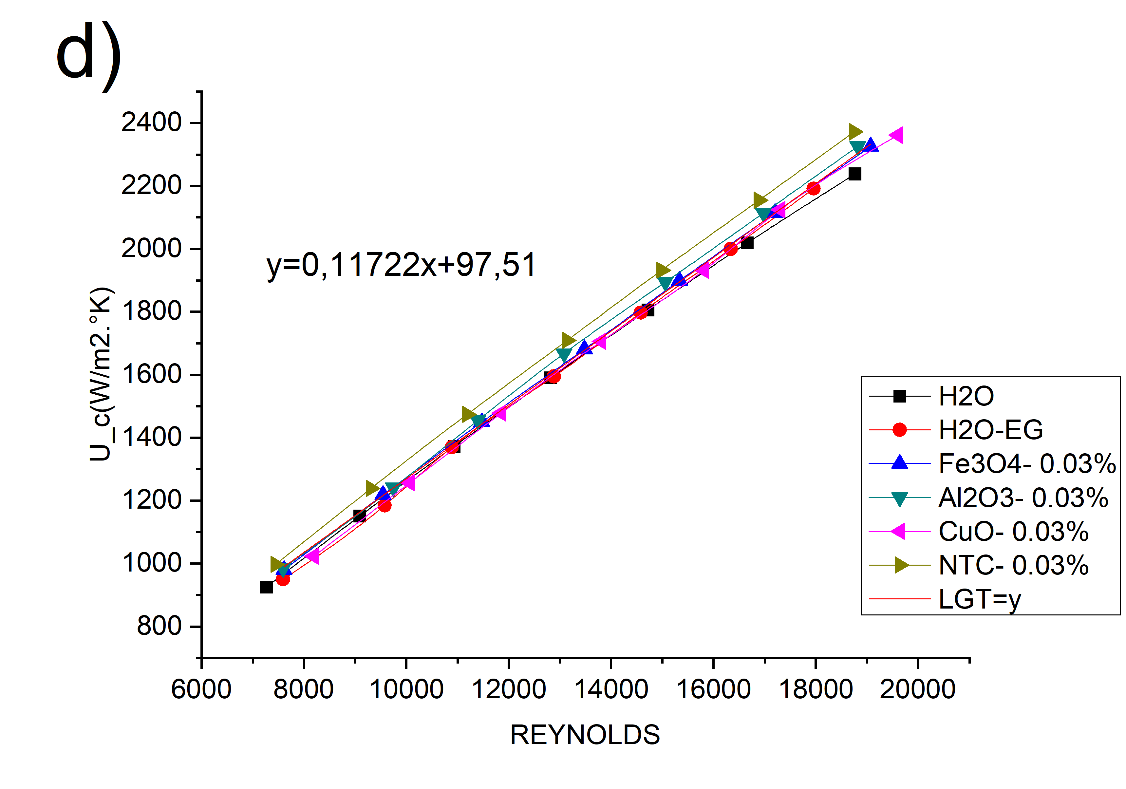 d)
2400
2200
2000
1800
1600
1400
1200
1000
800
U_c(W/m2.°K)
y=0,11722x+97,51
H2O
H2O-EG
Fe3O4- 0.03%
Al2O3- 0.03%
CuO- 0.03%
NTC- 0.03%
LGT=y
6000 8000 10000 12000 14000 16000 18000 20000
REYNOLDS